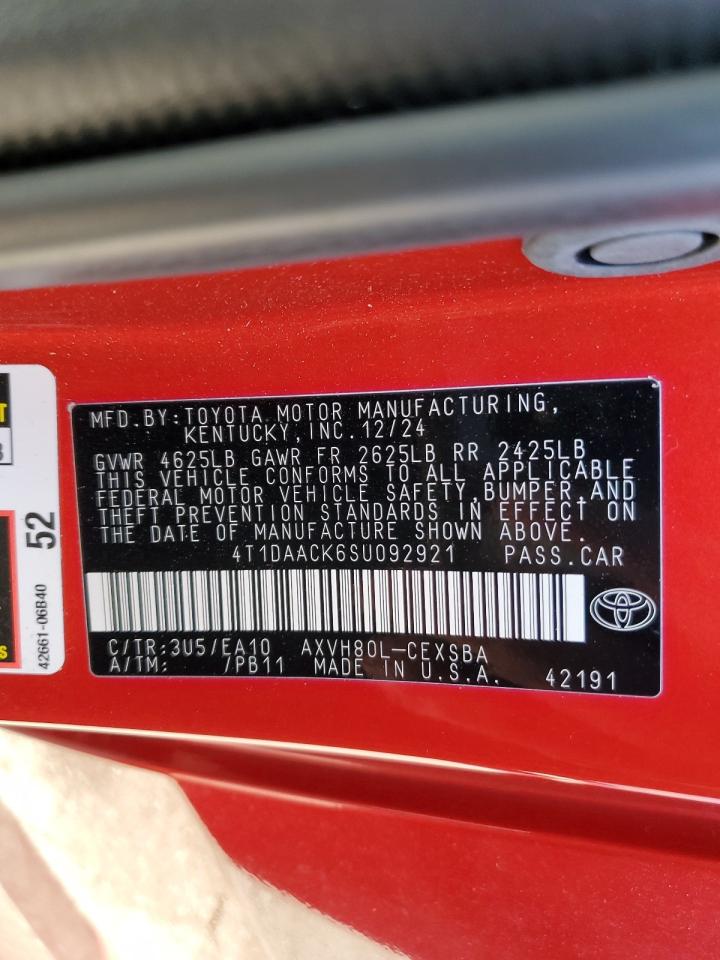 MFD.BY:TOYOTA MOTOR MANUFACTURING,
KENTUCKY,INC.12/24
GVWR 4625LB GAWR FR 2625LB RR 2425LB
THIS VEHICLE CONFORMS TO ALL APPLICABLE
FEDERAL MOTOR VEHICLE SAFETY,BUMPER,AND
THEFT PREVENTION STANDARDS IN EFFECT ON
THE DATE OF MANUFACTURE SHOWN ABOVE.
4T1DAACK6SU092921 PASS.CAR
C/TR:3U5/EA10 AXVH80L-CEXSBA
A/TM: /PB11 MADE IN U.S.A. 42191
52
42661-06B40